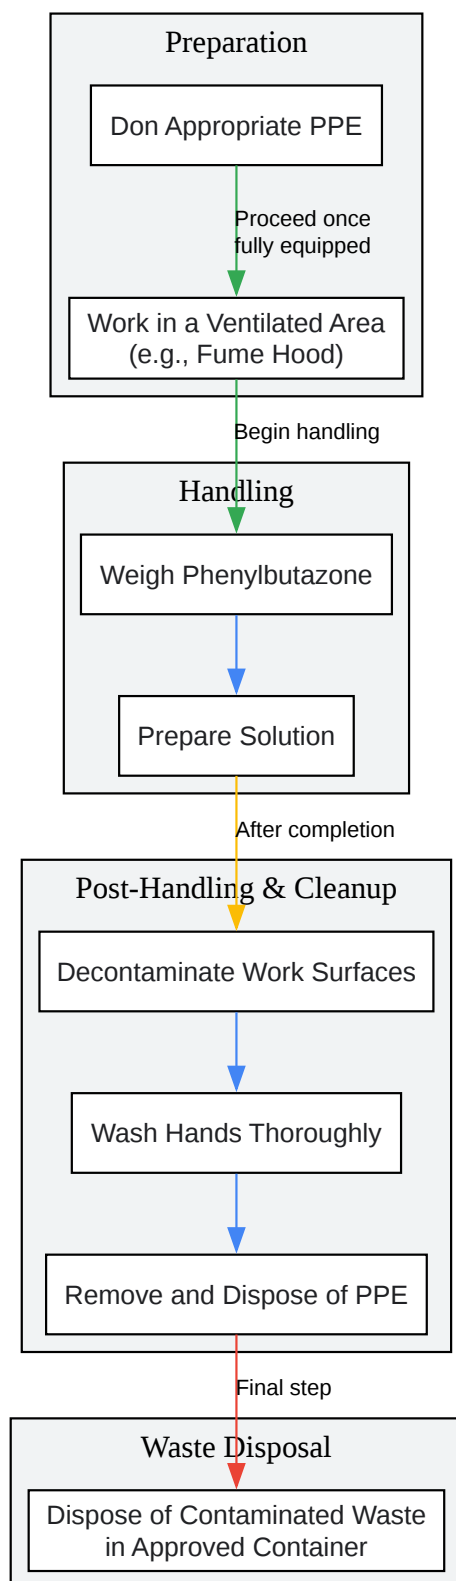 Preparation
Don Appropriate PPE
Proceed once
fully equipped
Work in a Ventilated Area
(e.g., Fume Hood)
Begin handling
Handling
Weigh Phenylbutazone
Prepare Solution
After completion
Post-Handling & Cleanup
Decontaminate Work Surfaces
Wash Hands Thoroughly
Remove and Dispose of PPE
Final step
Waste Disposal
Dispose of Contaminated Waste
in Approved Container